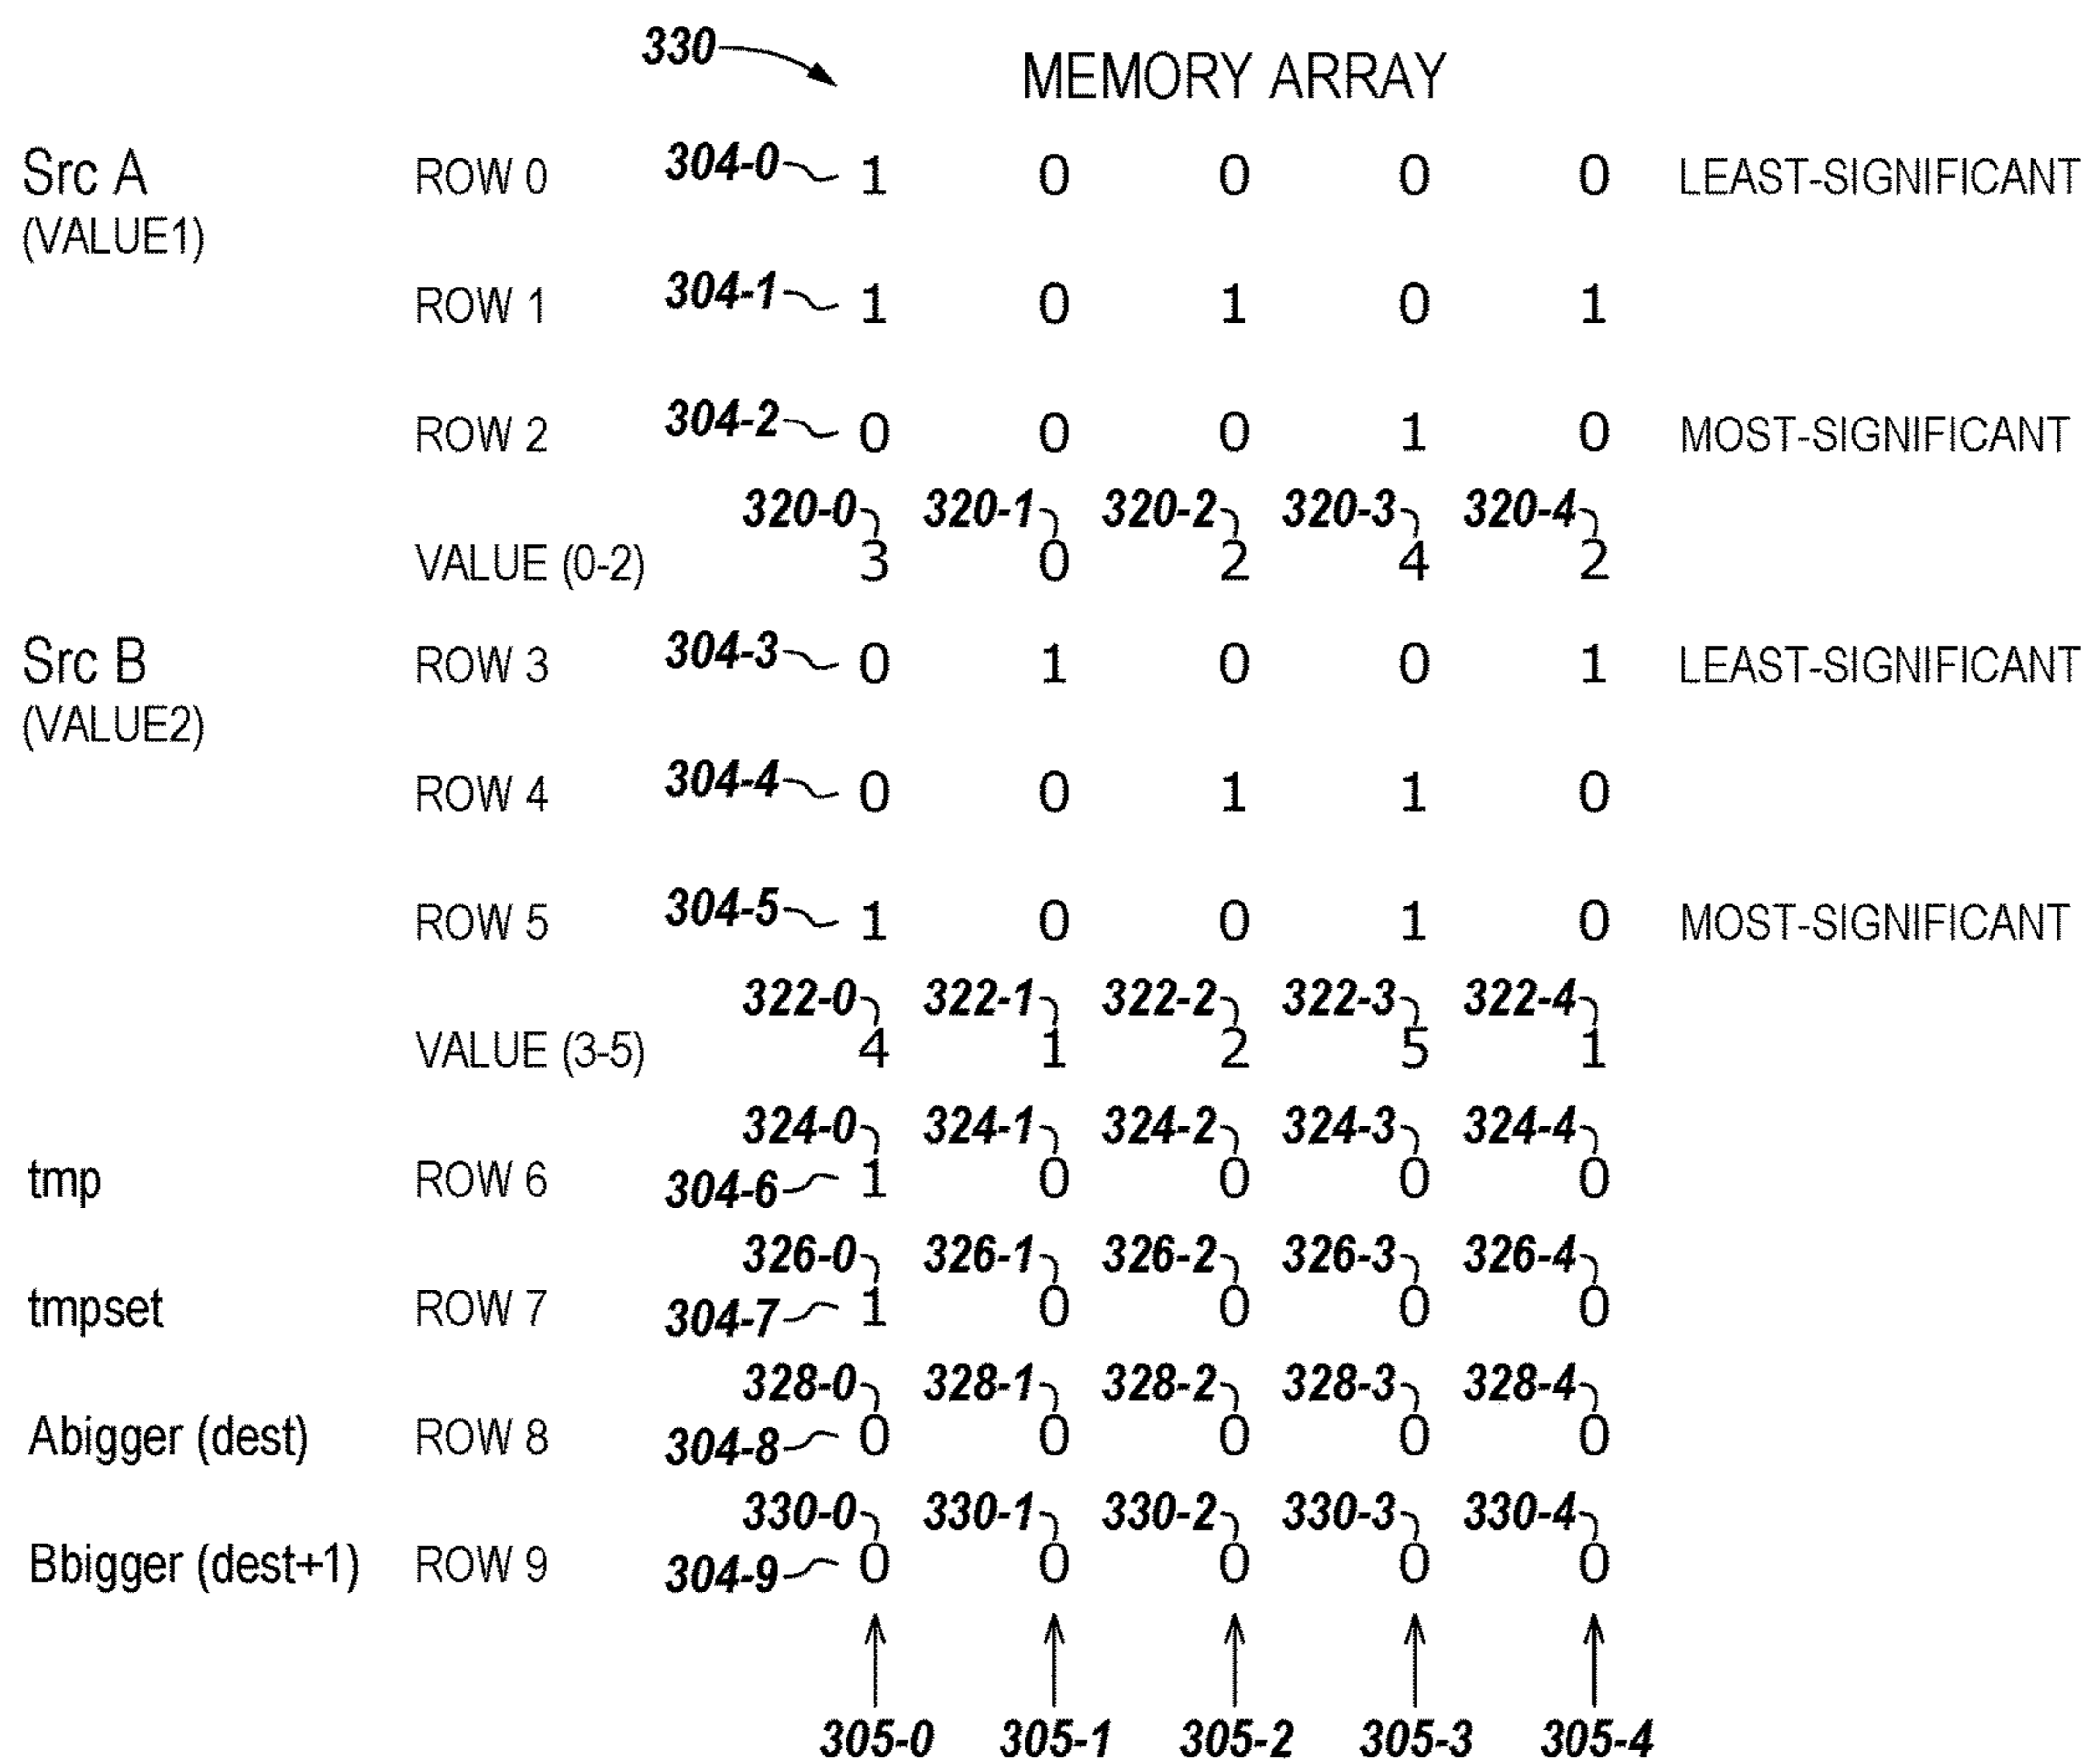 330 MEMORY ARRAY
Src A ROW 0 304-0 1 0 0 0 0 LEAST-SIGNIFICANT
(VALUE1)
ROW 1 304-1 1 0 1 0 1
ROW 2 304-2 0 0 0 1 0 MOST-SIGNIFICANT
320-0 320-1 320-2 320-3 320-4
VALUE (0-2) 3 0 2 4 2
Src B ROW 3 304-3 0 1 0 0 1 LEAST-SIGNIFICANT
(VALUE2)
ROW 4 304-4 0 0 1 1 0
ROW 5 304-5 1 0 0 1 0 MOST-SIGNIFICANT
322-0 322-1 322-2 322-3 322-4
VALUE (3-5) 4 1 2 5 1
324-0 324-1 324-2 324-3 324-4
tmp ROW 6 304-6 1 0 0 0 0
326-0 326-1 326-2 326-3 326-4
tmpset ROW 7 304-7 1 0 0 0 0
328-0 328-1 328-2 328-3 328-4
Abigger (dest) ROW 8 304-8 0 0 0 0 0
330-0 330-1 330-2 330-3 330-4
Bbigger (dest+1) ROW 9 304-9 0 0 0 0 0
305-0 305-1 305-2 305-3 305-4